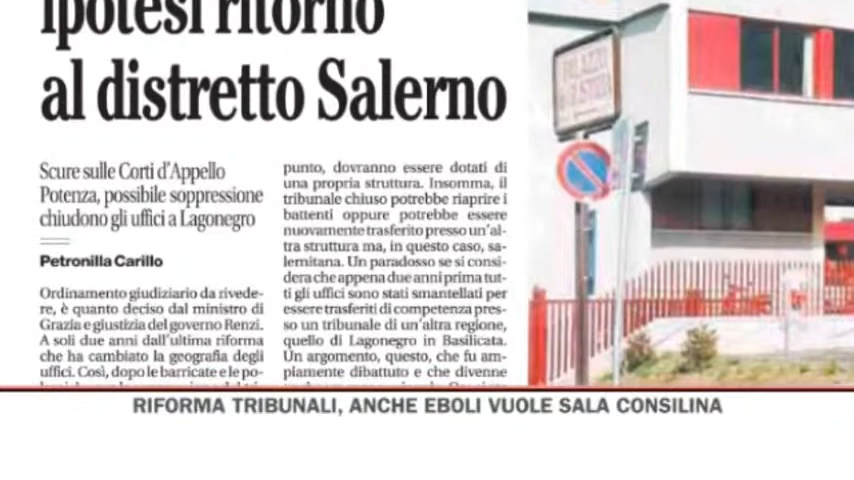 ipotesi ritorno
al distretto Salerno
Scure sulle Corti d'Appello
Potenza, possibile soppressione
chiudono gli uffici a Lagonegro
Petronilla Carillo
Ordinamento giudiziario da rivede-
re, è quanto deciso dal ministro di
Grazia e giustizia del governo Renzi.
A soli due anni dall'ultima riforma
che ha cambiato la geografia degli
uffici. Così, dopo le barricate e le po-
punto, dovranno essere dotati di
una propria struttura. Insomma, il
tribunale chiuso potrebbe riaprire i
battenti oppure potrebbe essere
nuovamente trasferito presso un'al-
tra struttura ma, in questo caso, sa-
lernitana. Un paradosso se si consi-
dera che appena due anni prima tut-
ti gli uffici sono stati smantellati per
essere trasferiti di competenza pres-
so un tribunale di un'altra regione,
quello di Lagonegro in Basilicata.
Un argomento, questo, che fu am-
plamente dibattuto e che divenne
PALAZZO
DI GIUSTIZIA
RIFORMA TRIBUNALI, ANCHE EBOLI VUOLE SALA CONSILINA